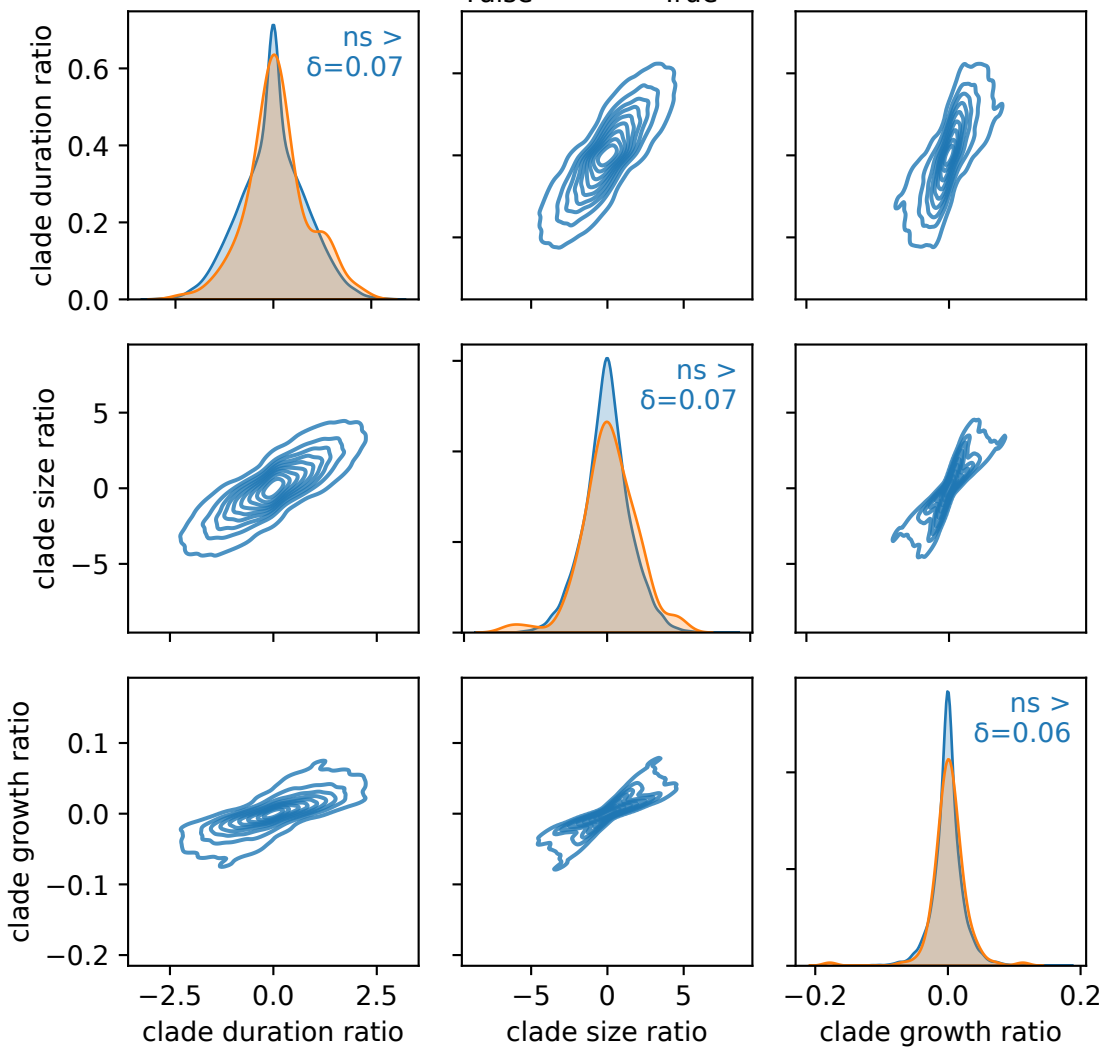 clade duration ratio
0.6
0.4
0.2
0.0
ns >
δ=0.07
clade size ratio
5
0
−5
ns >
δ=0.07
clade growth ratio
0.1
0.0
−0.1
−0.2
ns >
δ=0.06
−2.5 0.0 2.5
−5 0 5
−0.2 0.0 0.2
clade duration ratio
clade size ratio
clade growth ratio